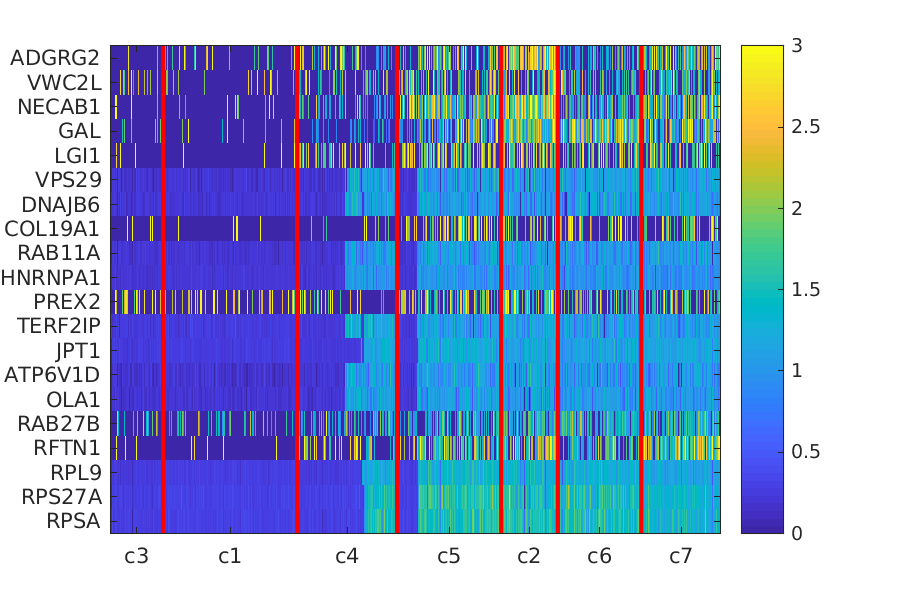 ADGRG2
VWC2L
NECAB1
GAL
LGI1
VPS29
DNAJB6
COL19A1
RAB11A
HNRNPA1
PREX2
TERF2IP
JPT1
ATP6V1D
OLA1
RAB27B
RFTN1
RPL9
RPS27A
RPSA
c3 c1 c4 c5 c2 c6 c7
3
2.5
2
1.5
1
0.5
0